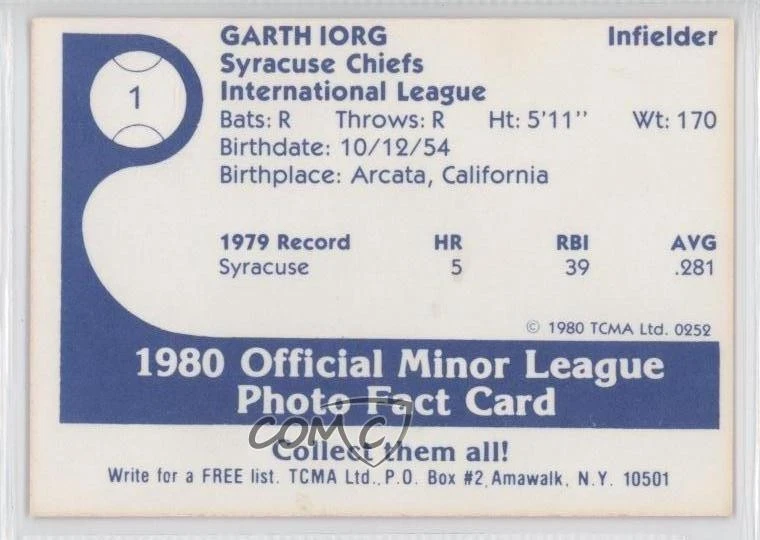 GARTH IORG Infielder
1 Syracuse Chiefs
International League
Bats: R Throws: R Ht: 5'11" Wt: 170
Birthdate: 10/12/54
Birthplace: Arcata, California
1979 Record HR RBI AVG
Syracuse 5 39 .281
© 1980 TCMA Ltd. 0252
1980 Official Minor League
Photo Fact Card
COMC
Collect them all!
Write for a FREE list. TCMA Ltd., P.O. Box #2, Amawalk, N.Y. 10501